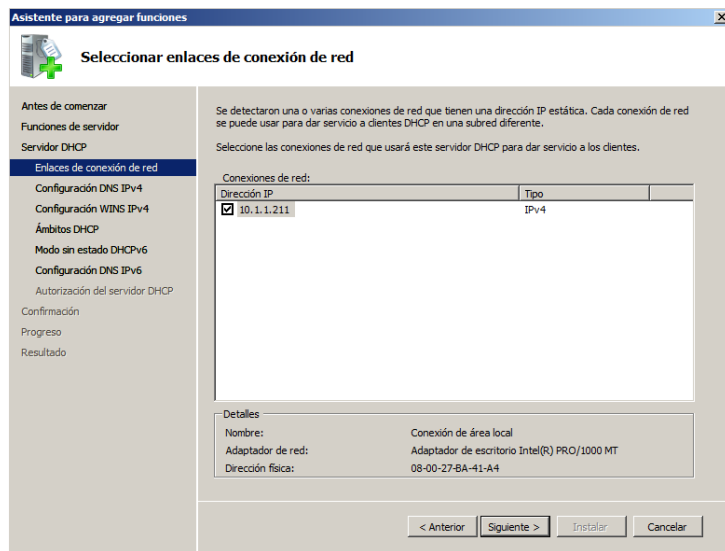 Asistente para agregar funciones
Seleccionar enlaces de conexión de red
Antes de comenzar
Funciones de servidor
Servidor DHCP
Enlaces de conexión de red
Configuración DNS IPv4
Configuración WINS IPv4
Ámbitos DHCP
Modo sin estado DHCPv6
Configuración DNS IPv6
Autorización del servidor DHCP
Confirmación
Progreso
Resultado
Se detectaron una o varias conexiones de red que tienen una dirección IP estática. Cada conexión de red
se puede usar para dar servicio a clientes DHCP en una subred diferente.
Seleccione las conexiones de red que usará este servidor DHCP para dar servicio a los clientes.
Conexiones de red:
Dirección IP Tipo
10.1.1.211 IPv4
Detalles
Nombre: Conexión de área local
Adaptador de red: Adaptador de escritorio Intel(R) PRO/1000 MT
Dirección física: 08-00-27-BA-41-A4
< Anterior Siguiente > Instalar Cancelar